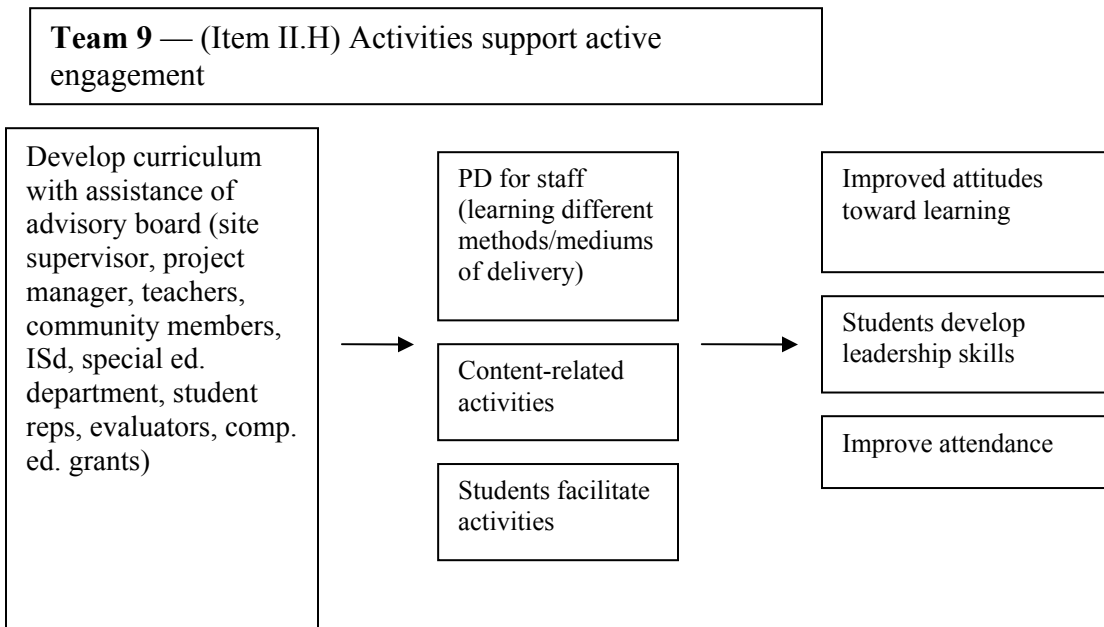 Team 9 — (Item II.H) Activities support active
engagement
Develop curriculum
with assistance of
advisory board (site
supervisor, project
manager, teachers,
community members,
ISd, special ed.
department, student
reps, evaluators, comp.
ed. grants)
PD for staff
(learning different
methods/mediums
of delivery)
Content-related
activities
Students facilitate
activities
Improved attitudes
toward learning
Students develop
leadership skills
Improve attendance